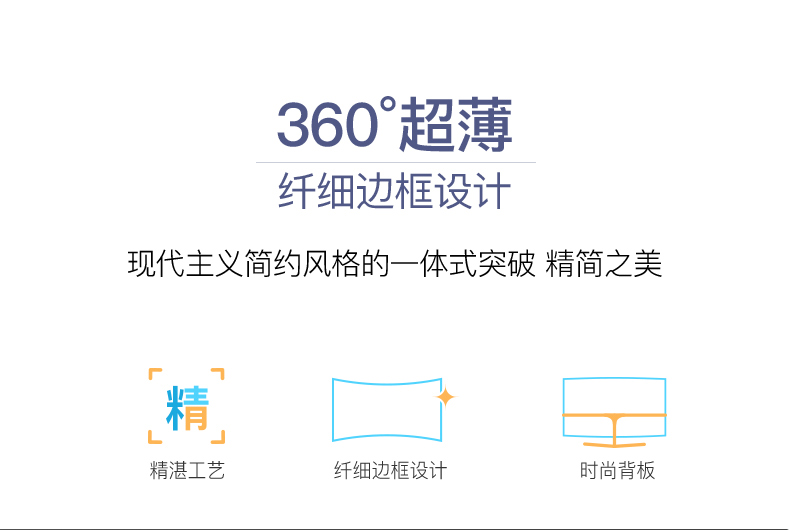 360°超薄
纤细边框设计
现代主义简约风格的一体式突破 精简之美
精
精湛工艺
纤细边框设计
时尚背板